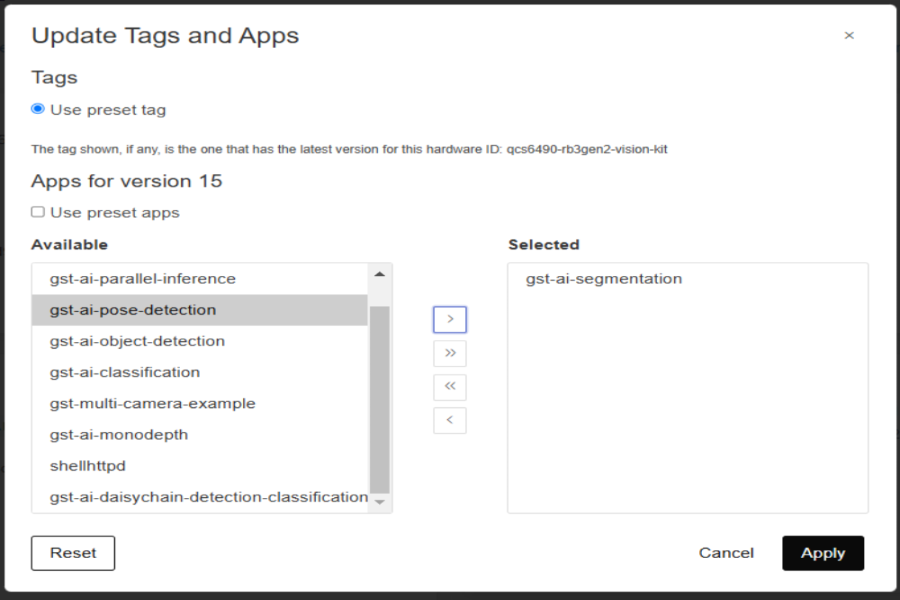 Update Tags and Apps
×
Tags
Use preset tag
The tag shown, if any, is the one that has the latest version for this hardware ID: qcs6490-rb3gen2-vision-kit
Apps for version 15
Use preset apps
Available
gst-ai-parallel-inference
gst-ai-pose-detection
gst-ai-object-detection
gst-ai-classification
gst-multi-camera-example
gst-ai-monodepth
shellhttpd
gst-ai-daisychain-detection-classification
>
>>
<<
<
Selected
gst-ai-segmentation
Reset
Cancel
Apply